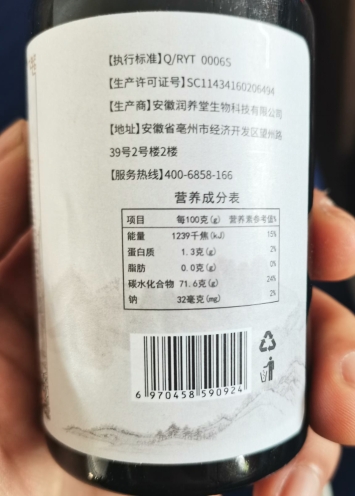 【执行标准】Q/RYT 0006S
【生产许可证号】SC11434160206494
【生产商】安徽润养堂生物科技有限公司
【地址】安徽省亳州市经济开发区望州路
39号2号楼2楼
【服务热线】400-6858-166
营养成分表
项目 每100克(g) 营养素参考值%
能量 1239千焦(kJ) 15%
蛋白质 1.3克(g) 2%
脂肪 0.0克(g) 0%
碳水化合物 71.6克(g) 24%
钠 32毫克(mg) 2%
6 970458 590924